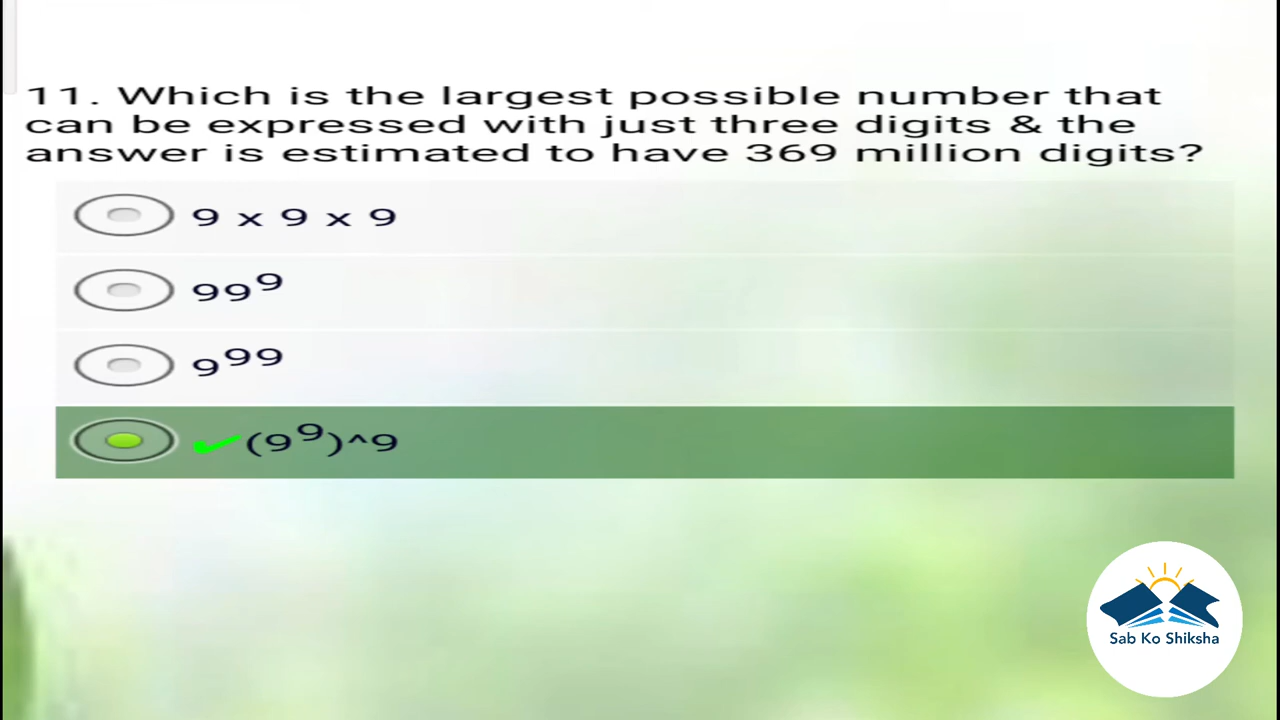 11. Which is the largest possible number that
can be expressed with just three digits & the
answer is estimated to have 369 million digits?
9 x 9 x 9
99⁹
9⁹⁹
✔(9⁹)^9
Sab Ko Shiksha